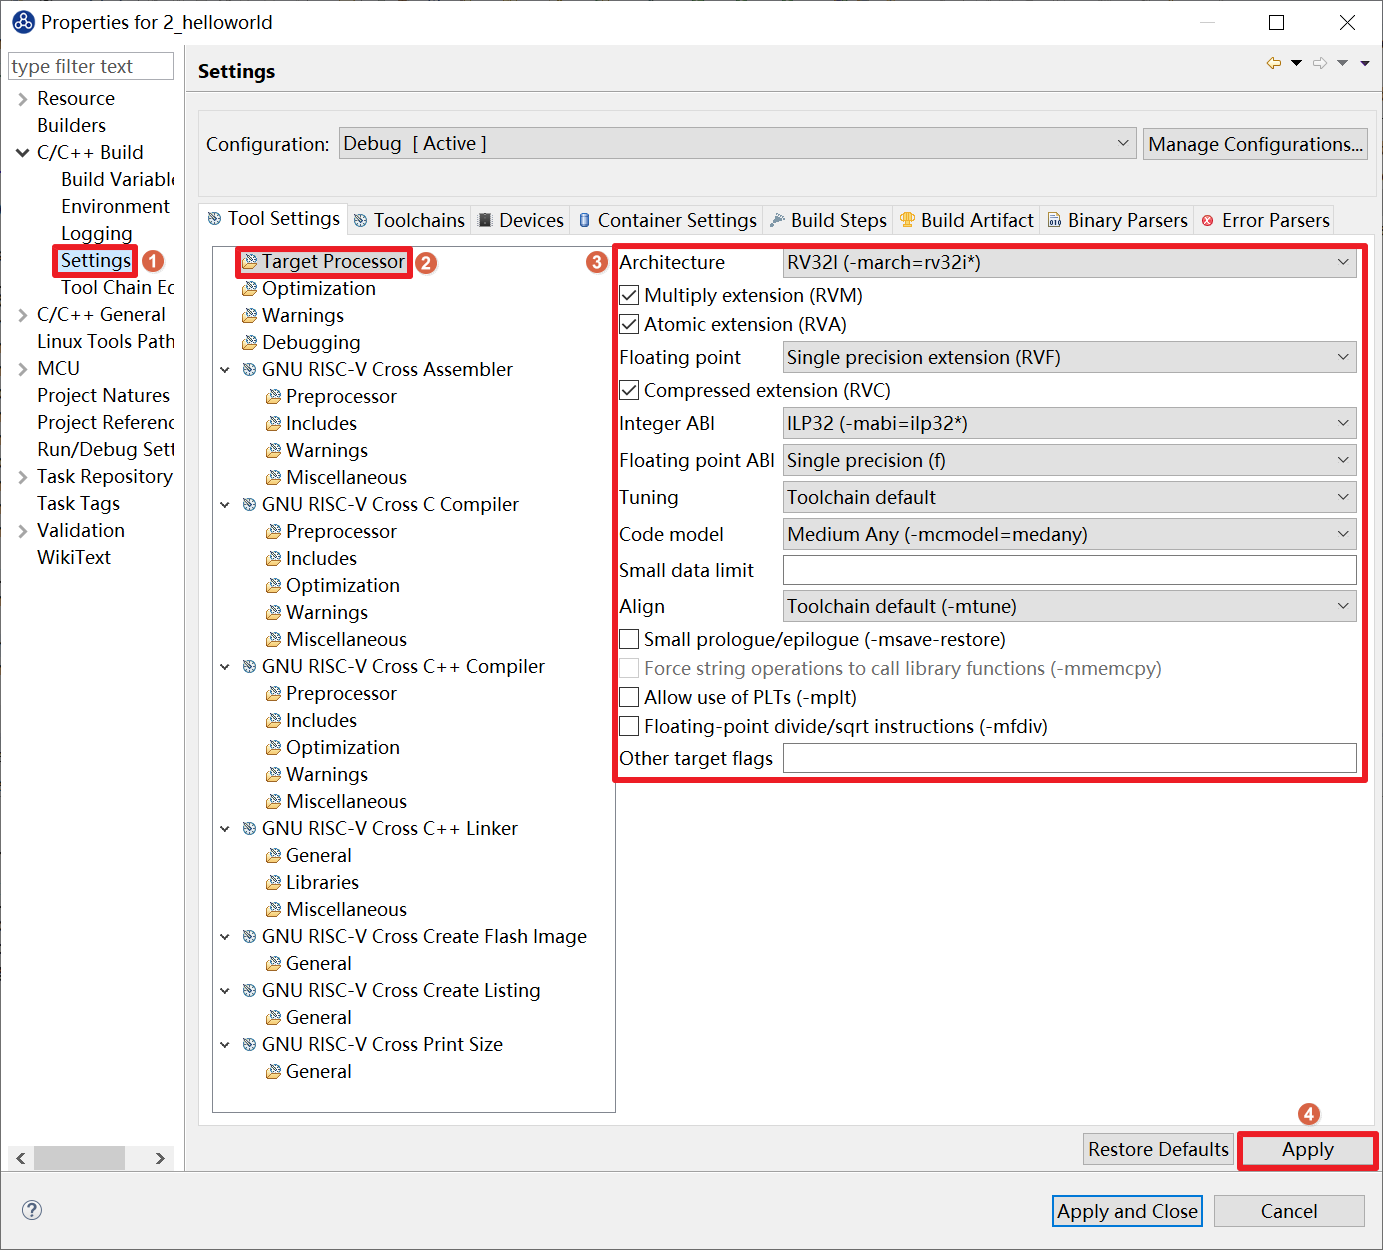 Properties for 2_helloworld
type filter text
Resource
Builders
C/C++ Build
Build Variable
Environment
Logging
Settings 1
Tool Chain Ec
C/C++ General
Linux Tools Path
MCU
Project Natures
Project Referenc
Run/Debug Sett
Task Repository
Task Tags
Validation
WikiText
Settings
Configuration: Debug [ Active ] Manage Configurations...
Tool Settings Toolchains Devices Container Settings Build Steps Build Artifact Binary Parsers Error Parsers
Target Processor 2
Optimization
Warnings
Debugging
GNU RISC-V Cross Assembler
Preprocessor
Includes
Warnings
Miscellaneous
GNU RISC-V Cross C Compiler
Preprocessor
Includes
Optimization
Warnings
Miscellaneous
GNU RISC-V Cross C++ Compiler
Preprocessor
Includes
Optimization
Warnings
Miscellaneous
GNU RISC-V Cross C++ Linker
General
Libraries
Miscellaneous
GNU RISC-V Cross Create Flash Image
General
GNU RISC-V Cross Create Listing
General
GNU RISC-V Cross Print Size
General
3 Architecture RV32I (-march=rv32i*)
Multiply extension (RVM)
Atomic extension (RVA)
Floating point Single precision extension (RVF)
Compressed extension (RVC)
Integer ABI ILP32 (-mabi=ilp32*)
Floating point ABI Single precision (f)
Tuning Toolchain default
Code model Medium Any (-mcmodel=medany)
Small data limit
Align Toolchain default (-mtune)
Small prologue/epilogue (-msave-restore)
Force string operations to call library functions (-mmemcpy)
Allow use of PLTs (-mplt)
Floating-point divide/sqrt instructions (-mfdiv)
Other target flags
4
Restore Defaults Apply
? Apply and Close Cancel